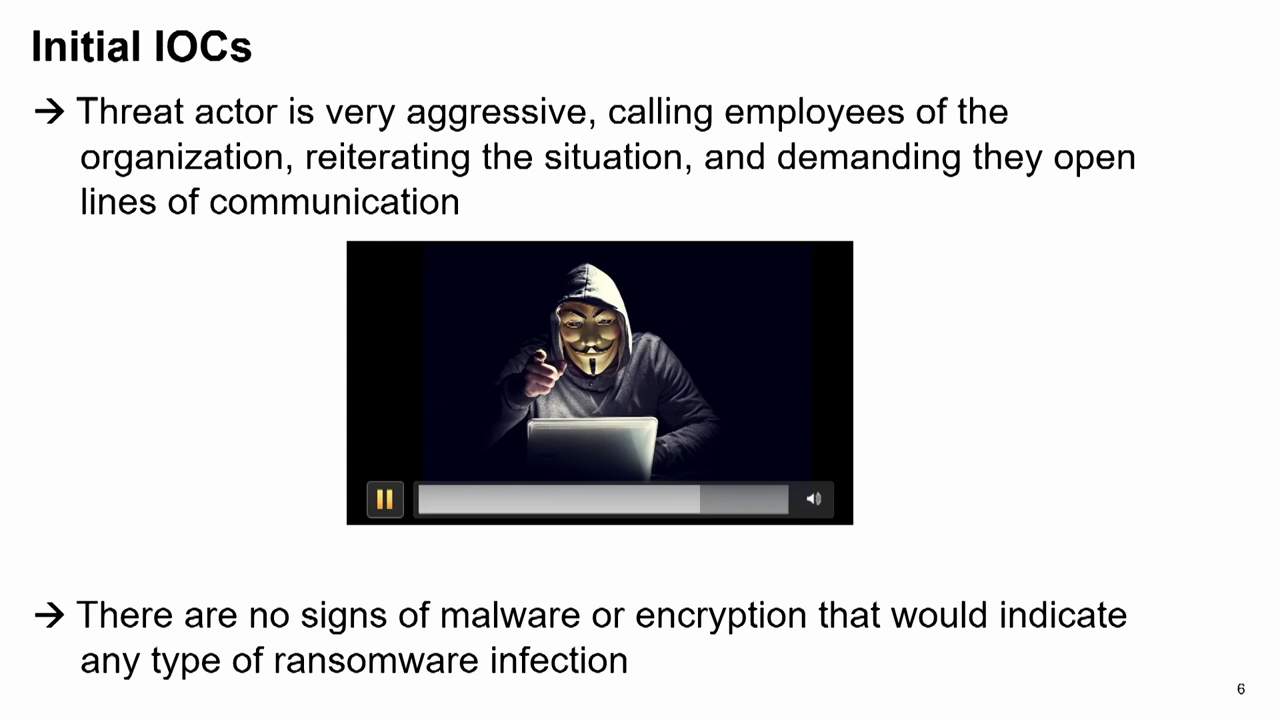 Initial IOCs
→ Threat actor is very aggressive, calling employees of the
organization, reiterating the situation, and demanding they open
lines of communication
→ There are no signs of malware or encryption that would indicate
any type of ransomware infection
6